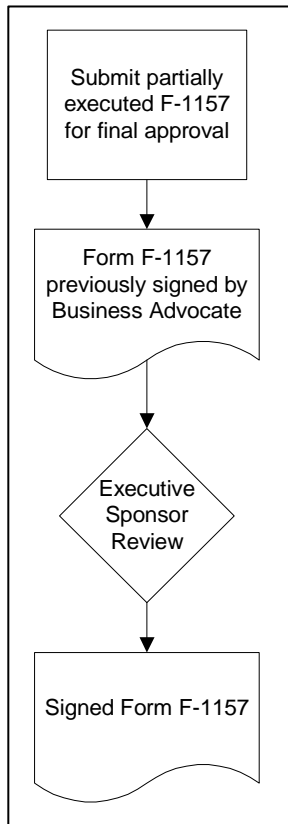 Submit partially
executed F-1157
for final approval
Form F-1157
previously signed by
Business Advocate
Executive
Sponsor
Review
Signed Form F-1157